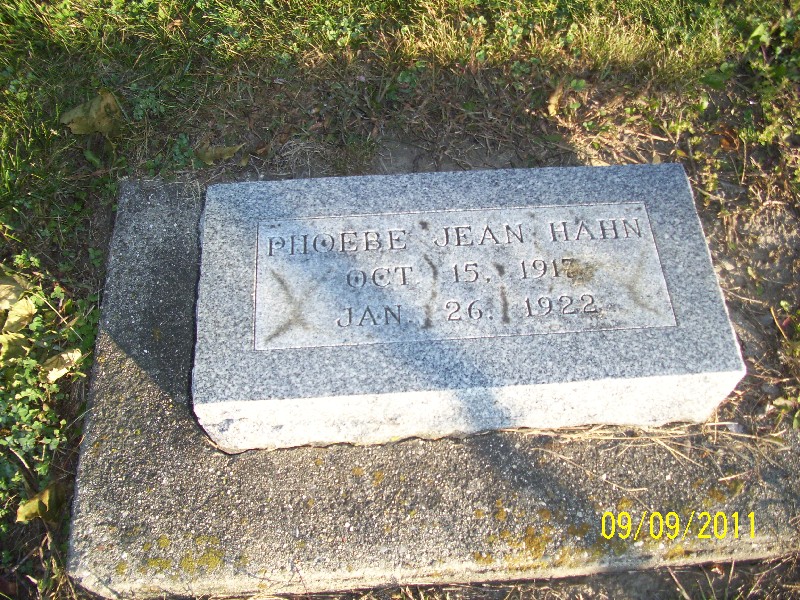 PHOEBE JEAN HAHN
OCT. 15, 1917
JAN. 26, 1922
09/09/2011